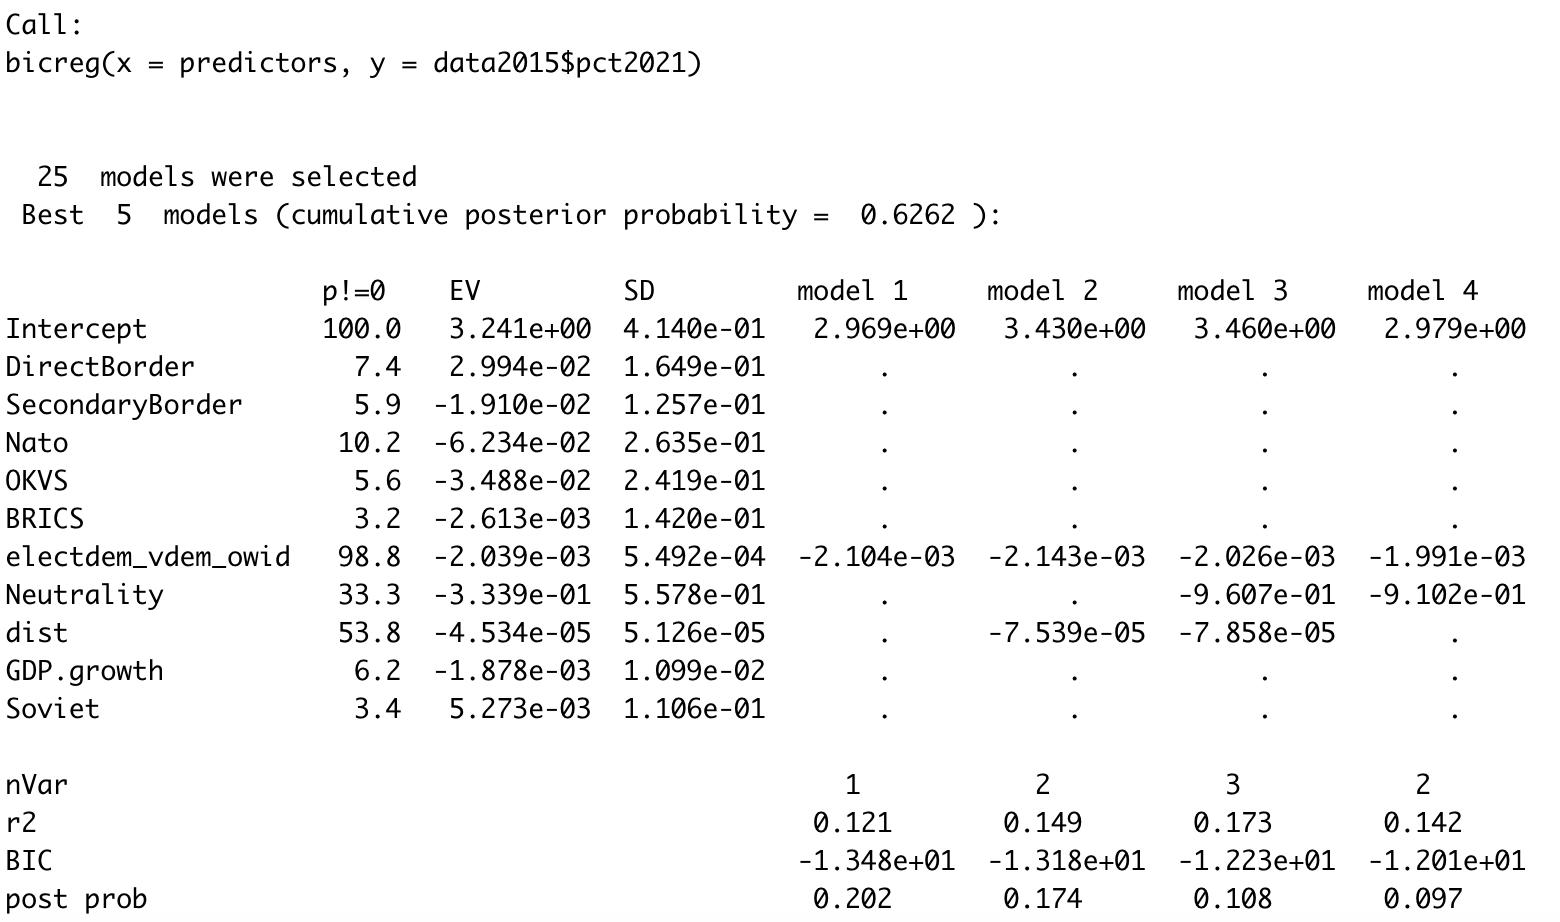 Call:
bicreg(x = predictors, y = data2015$pct2021)
25 models were selected
Best 5 models (cumulative posterior probability = 0.6262 ):
p!=0 EV SD model 1 model 2 model 3 model 4
Intercept 100.0 3.241e+00 4.140e-01 2.969e+00 3.430e+00 3.460e+00 2.979e+00
DirectBorder 7.4 2.994e-02 1.649e-01 . . . .
SecondaryBorder 5.9 -1.910e-02 1.257e-01 . . . .
Nato 10.2 -6.234e-02 2.635e-01 . . . .
OKVS 5.6 -3.488e-02 2.419e-01 . . . .
BRICS 3.2 -2.613e-03 1.420e-01 . . . .
electdem_vdem_owid 98.8 -2.039e-03 5.492e-04 -2.104e-03 -2.143e-03 -2.026e-03 -1.991e-03
Neutrality 33.3 -3.339e-01 5.578e-01 . . -9.607e-01 -9.102e-01
dist 53.8 -4.534e-05 5.126e-05 . -7.539e-05 -7.858e-05 .
GDP.growth 6.2 -1.878e-03 1.099e-02 . . . .
Soviet 3.4 5.273e-03 1.106e-01 . . . .
nVar 1 2 3 2
r2 0.121 0.149 0.173 0.142
BIC -1.348e+01 -1.318e+01 -1.223e+01 -1.201e+01
post prob 0.202 0.174 0.108 0.097